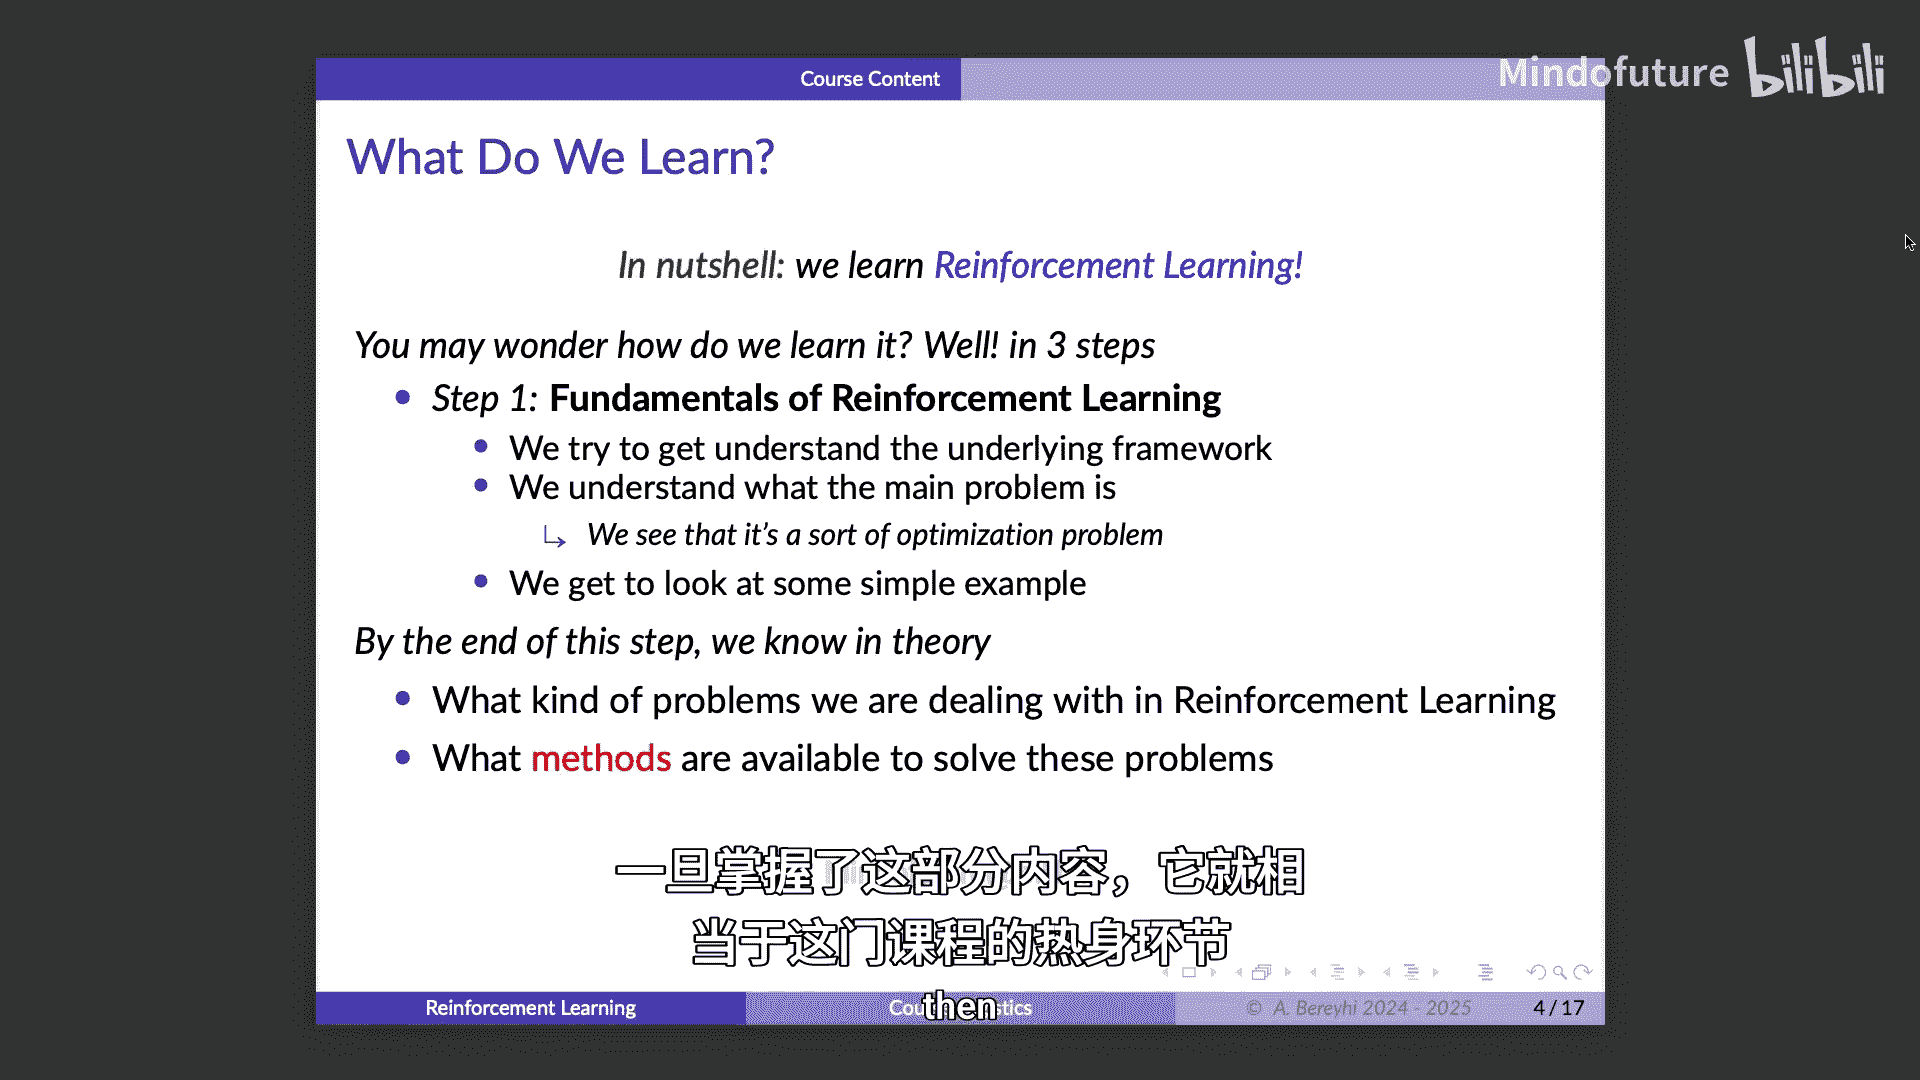 Course Content
Mindofuture bilibili
What Do We Learn?
In nutshell: we learn Reinforcement Learning!
You may wonder how do we learn it? Well! in 3 steps
Step 1: Fundamentals of Reinforcement Learning
We try to get understand the underlying framework
We understand what the main problem is
We see that it's a sort of optimization problem
We get to look at some simple example
By the end of this step, we know in theory
What kind of problems we are dealing with in Reinforcement Learning
What methods are available to solve these problems
一旦掌握了这部分内容，它就相
当于这门课程的热身环节
then
Reinforcement Learning
© A. Bereyhi 2024 - 2025
4 / 17